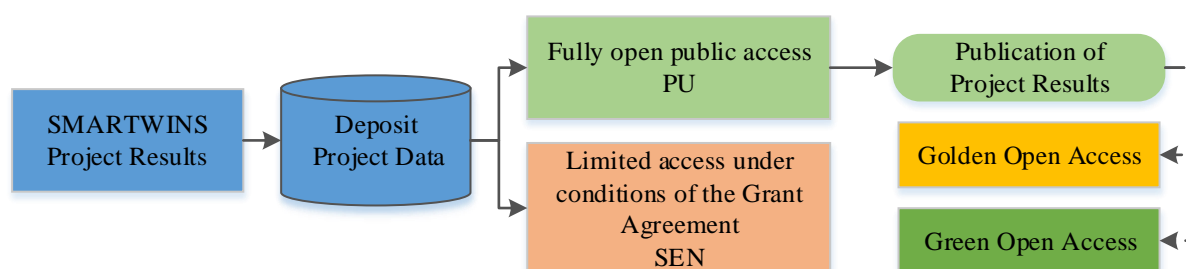 SMARTWINS
Project Results
Deposit
Project Data
Fully open public access
PU
Limited access under
conditions of the Grant
Agreement
SEN
Publication of
Project Results
Golden Open Access
Green Open Access